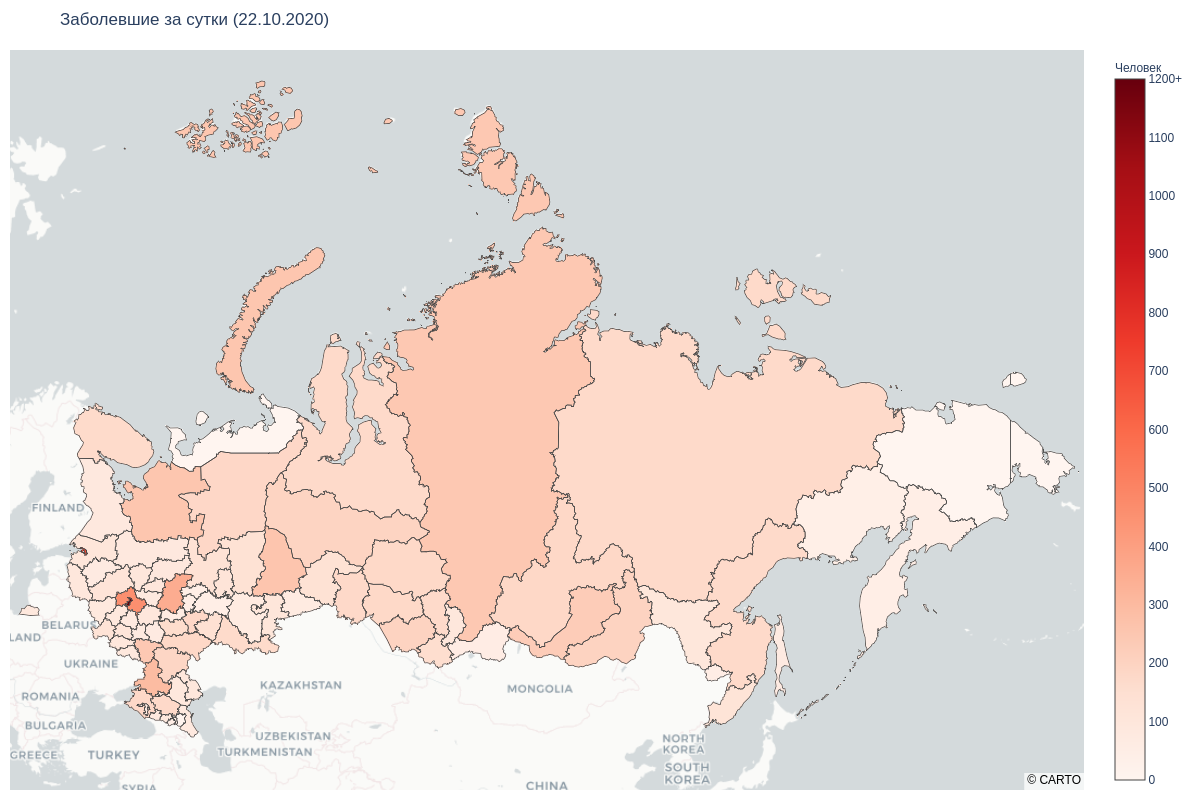 Заболевшие за сутки (22.10.2020)
Человек
1200+
1100
1000
900
800
700
600
500
400
300
200
100
0
FINLAND
BELARUS
LAND
UKRAINE
ROMANIA
BULGARIA
GREECE
TURKEY
SYRIA
KAZAKHSTAN
UZBEKISTAN
TURKMENISTAN
MONGOLIA
CHINA
NORTH
KOREA
SOUTH
KOREA
© CARTO